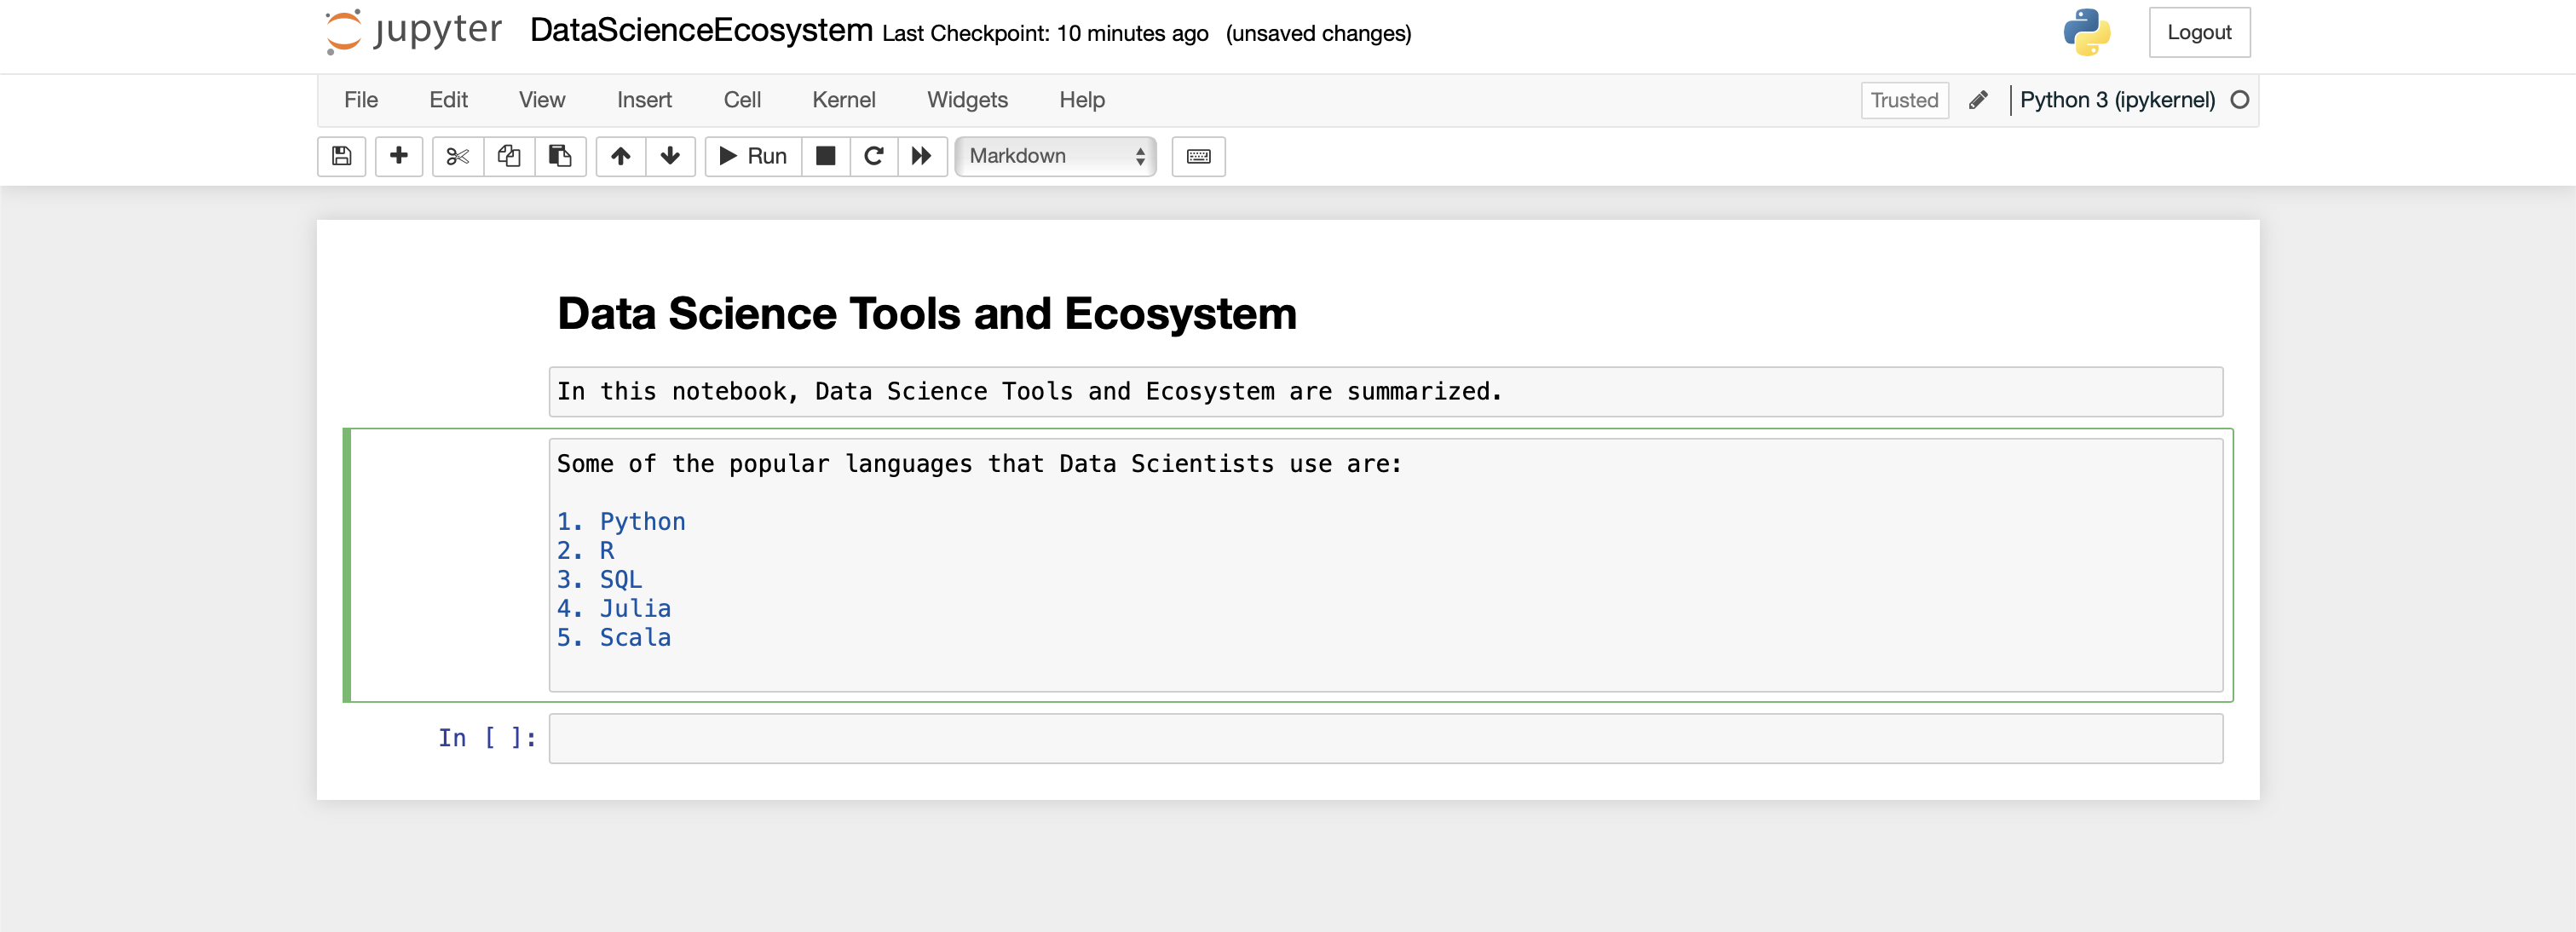 jupyter DataScienceEcosystem Last Checkpoint: 10 minutes ago (unsaved changes) Logout
File Edit View Insert Cell Kernel Widgets Help Trusted Python 3 (ipykernel)
Run Markdown
Data Science Tools and Ecosystem
In this notebook, Data Science Tools and Ecosystem are summarized.
Some of the popular languages that Data Scientists use are:
1. Python
2. R
3. SQL
4. Julia
5. Scala
In [ ]: